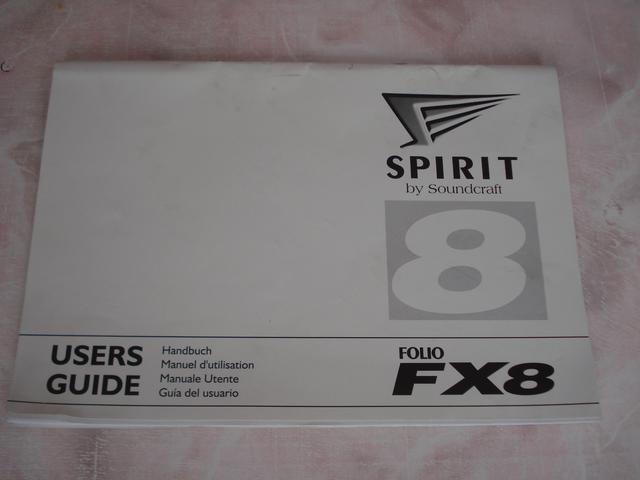 SPIRIT
by Soundcraft
8
USERS
GUIDE
Handbuch
Manuel d'utilisation
Manuale Utente
Guía del usuario
FOLIO
FX8